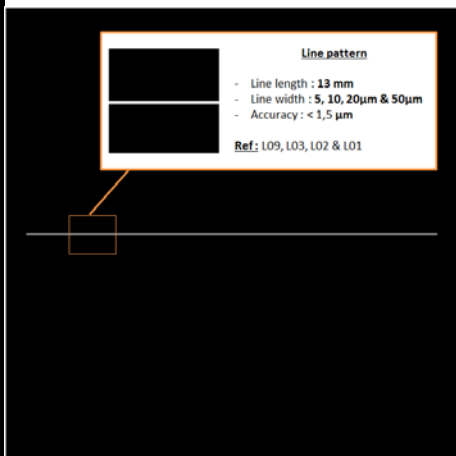 Line pattern
- Line length : 13 mm
- Line width : 5, 10, 20µm & 50µm
- Accuracy : < 1,5 µm
Ref : L09, L03, L02 & L01